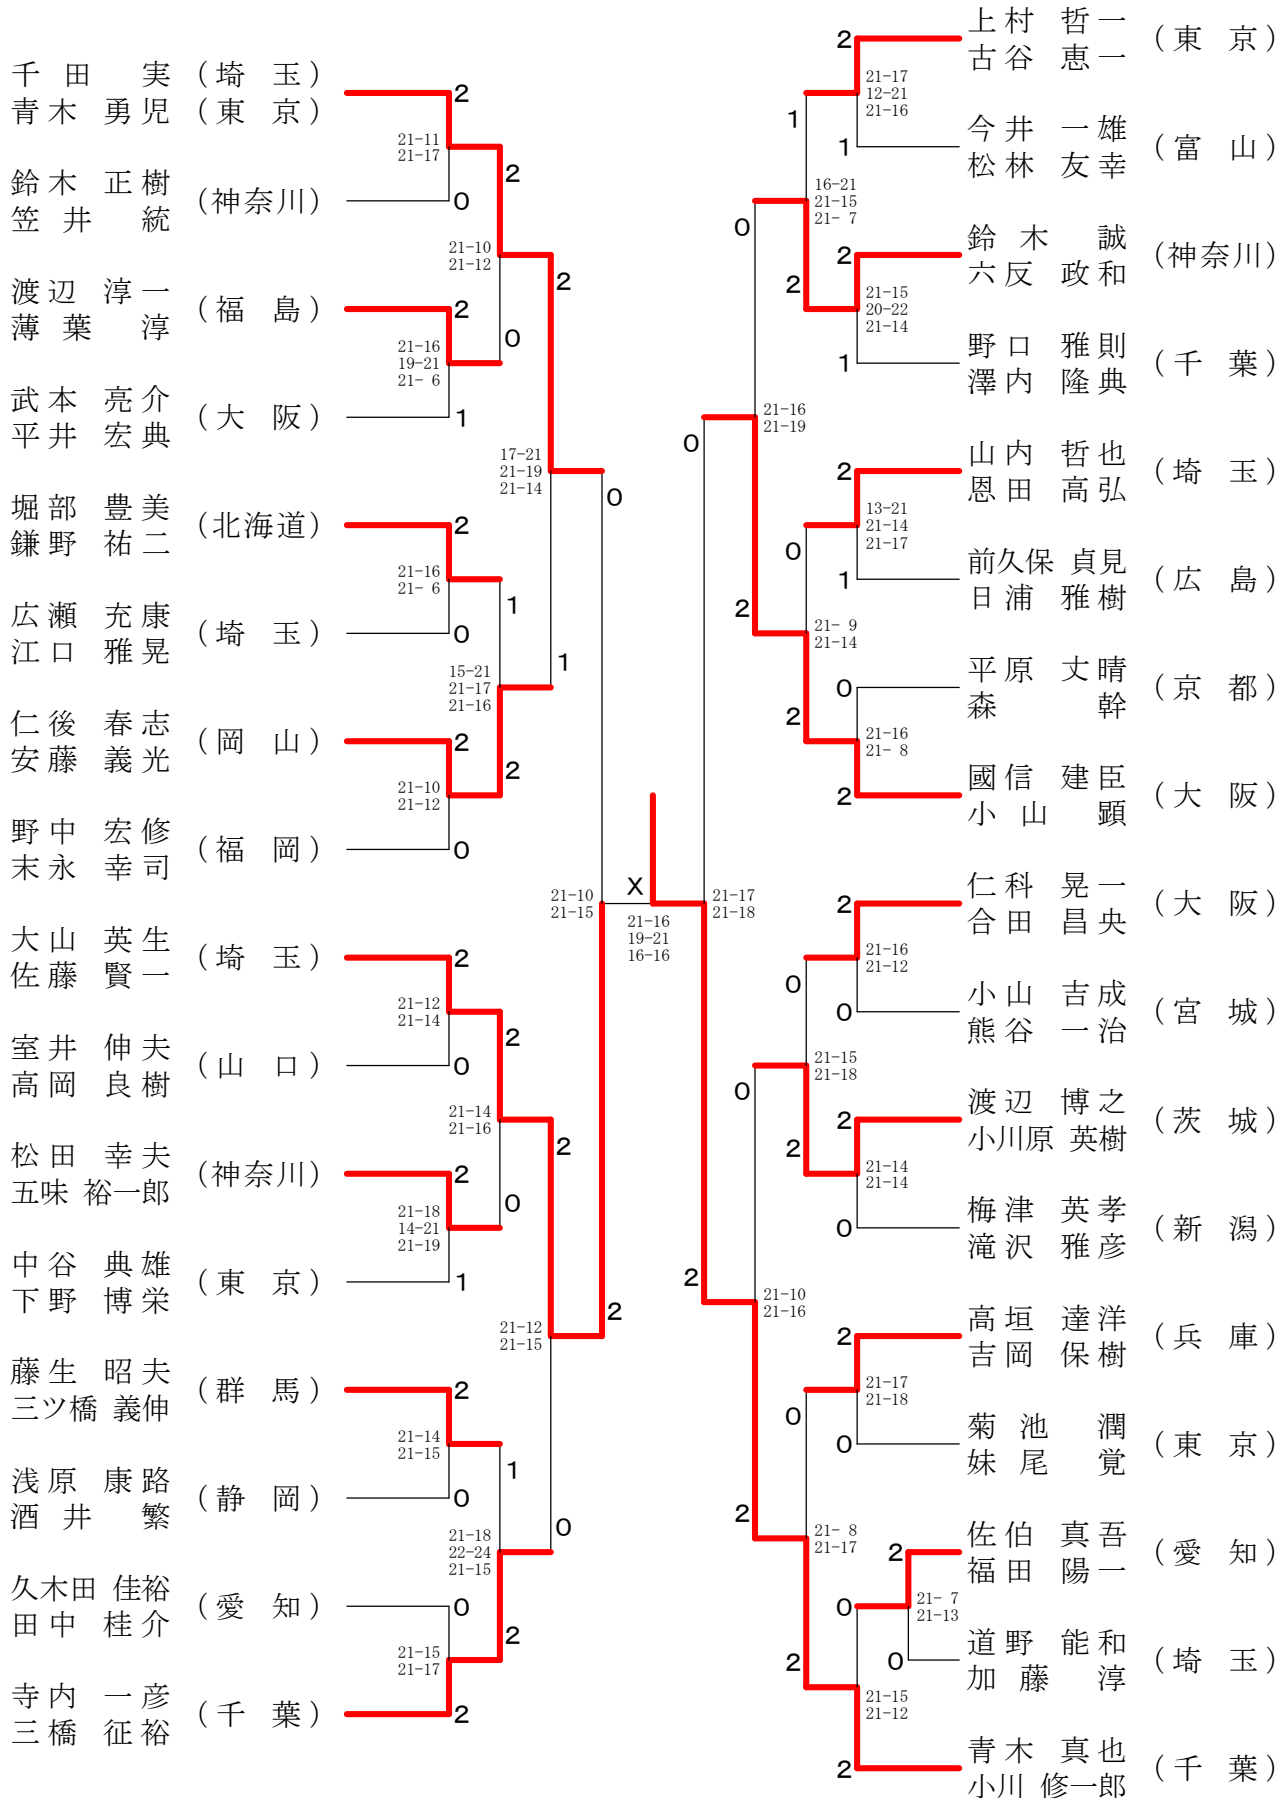 千田 実 (埼 玉)
青木 勇児 (東 京)
2
21-11
21-17
鈴木 正樹
笠井 統
(神奈川)
0
2
21-10
21-12
渡辺 淳一
薄葉 淳
(福 島)
2
21-16
19-21
21- 6
0
武本 亮介
平井 宏典
(大 阪)
1
2
17-21
21-19
21-14
堀部 豊美
鎌野 祐二
(北海道)
2
21-16
21- 6
広瀬 充康
江口 雅晃
(埼 玉)
0
1
15-21
21-17
21-16
仁後 春志
安藤 義光
(岡 山)
2
21-10
21-12
2
野中 宏修
末永 幸司
(福 岡)
0
1
0
21-10
21-15
大山 英生
佐藤 賢一
(埼 玉)
2
21-12
21-14
室井 伸夫
高岡 良樹
(山 口)
0
2
21-14
21-16
松田 幸夫
五味 裕一郎
(神奈川)
2
21-18
14-21
21-19
0
中谷 典雄
下野 博栄
(東 京)
1
2
21-12
21-15
2
藤生 昭夫
三ツ橋 義伸
(群 馬)
2
21-14
21-15
浅原 康路
酒井 繁
(静 岡)
0
1
21-18
22-24
21-15
0
久木田 佳裕
田中 桂介
(愛 知)
0
21-15
21-17
2
寺内 一彦
三橋 征裕
(千 葉)
2
X
21-16
19-21
16-16
上村 哲一
古谷 恵一
(東 京)
2
21-17
12-21
21-16
今井 一雄
松林 友幸
(富 山)
1
1
16-21
21-15
21- 7
鈴木 誠
六反 政和
(神奈川)
2
21-15
20-22
21-14
2
野口 雅則
澤内 隆典
(千 葉)
1
0
21-16
21-19
山内 哲也
恩田 高弘
(埼 玉)
2
13-21
21-14
21-17
前久保 貞見
日浦 雅樹
(広 島)
1
0
21- 9
21-14
平原 丈晴
森 幹
(京 都)
0
21-16
21- 8
2
國信 建臣
小山 顕
(大 阪)
2
2
0
21-17
21-18
仁科 晃一
合田 昌央
(大 阪)
2
21-16
21-12
小山 吉成
熊谷 一治
(宮 城)
0
0
21-15
21-18
渡辺 博之
小川原 英樹
(茨 城)
2
21-14
21-14
2
梅津 英孝
滝沢 雅彦
(新 潟)
0
0
21-10
21-16
2
高垣 達洋
吉岡 保樹
(兵 庫)
2
21-17
21-18
菊池 潤
妹尾 覚
(東 京)
0
0
21- 8
21-17
2
佐伯 真吾
福田 陽一
(愛 知)
2
21- 7
21-13
道野 能和
加藤 淳
(埼 玉)
0
0
21-15
21-12
2
青木 真也
小川 修一郎
(千 葉)
2